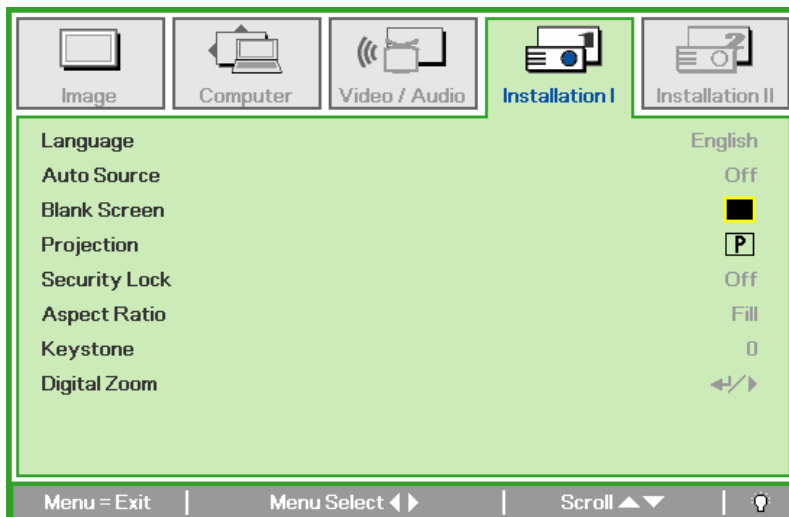 Image
Computer
Video / Audio
Installation I
Installation II
Language English
Auto Source Off
Blank Screen
Projection P
Security Lock Off
Aspect Ratio Fill
Keystone 0
Digital Zoom
Menu = Exit
Menu Select
Scroll